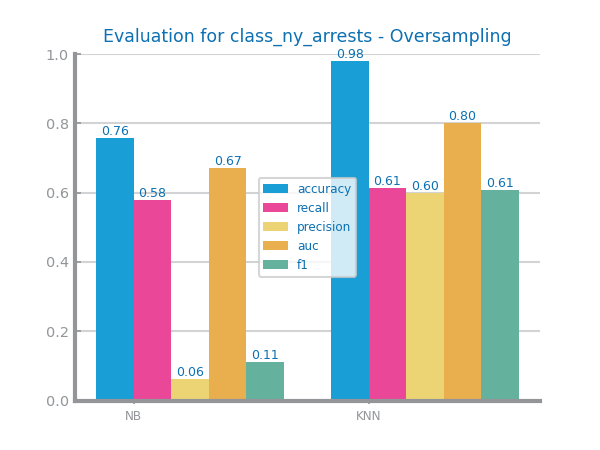 Evaluation for class_ny_arrests - Oversampling
1.0
0.8
0.6
0.4
0.2
0.0
0.76
0.58
0.06
0.67
0.11
0.98
0.61
0.60
0.80
0.61
accuracy
recall
precision
auc
f1
NB
KNN